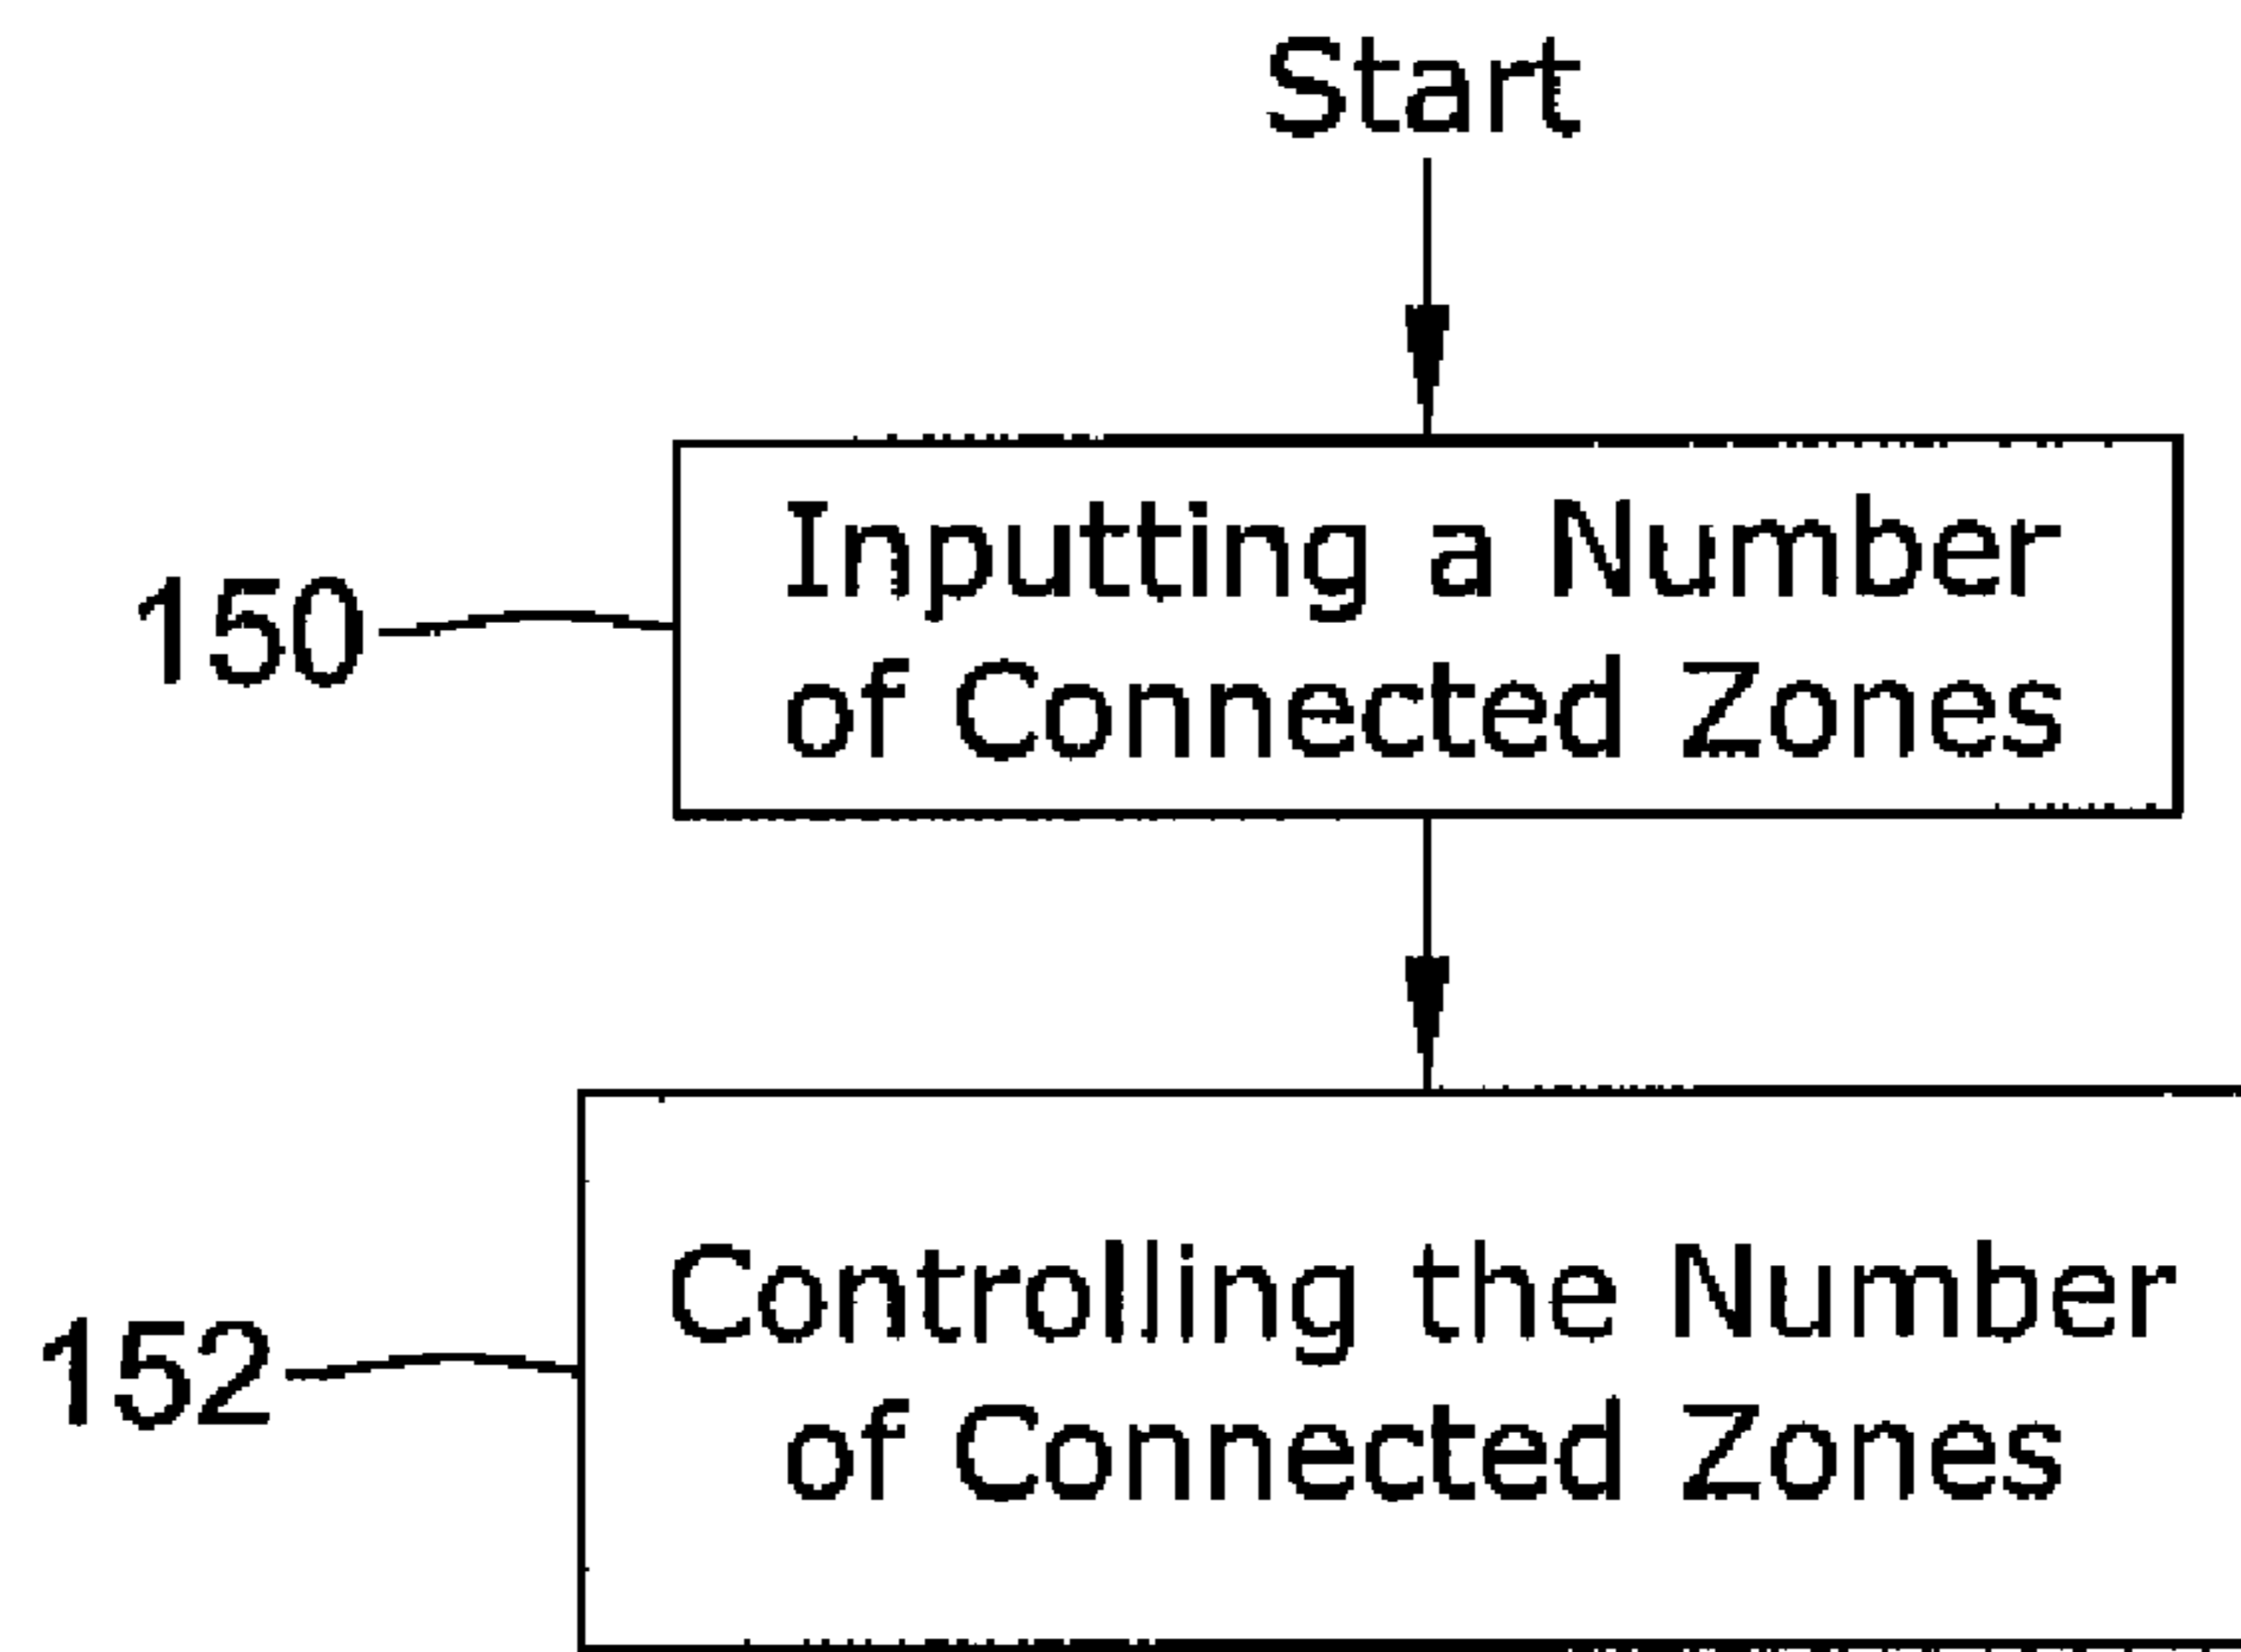 Start
Inputting a Number
150
of Connected Zones
Controlling the Number
152
of Connected Zones